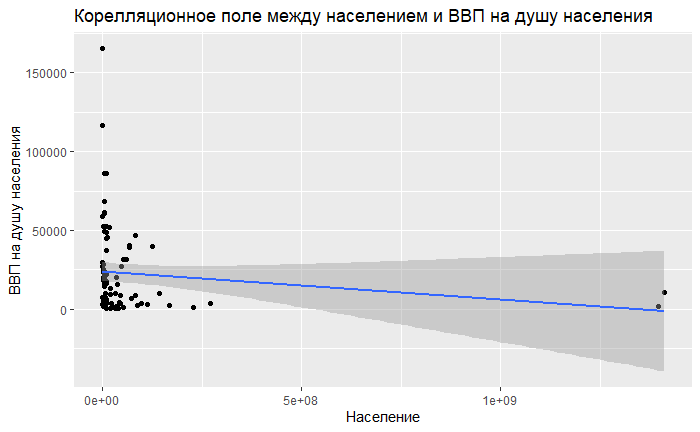 Корелляционное поле между населением и ВВП на душу населения
ВВП на душу населения
150000
100000
50000
0
0e+00
5e+08
1e+09
Население